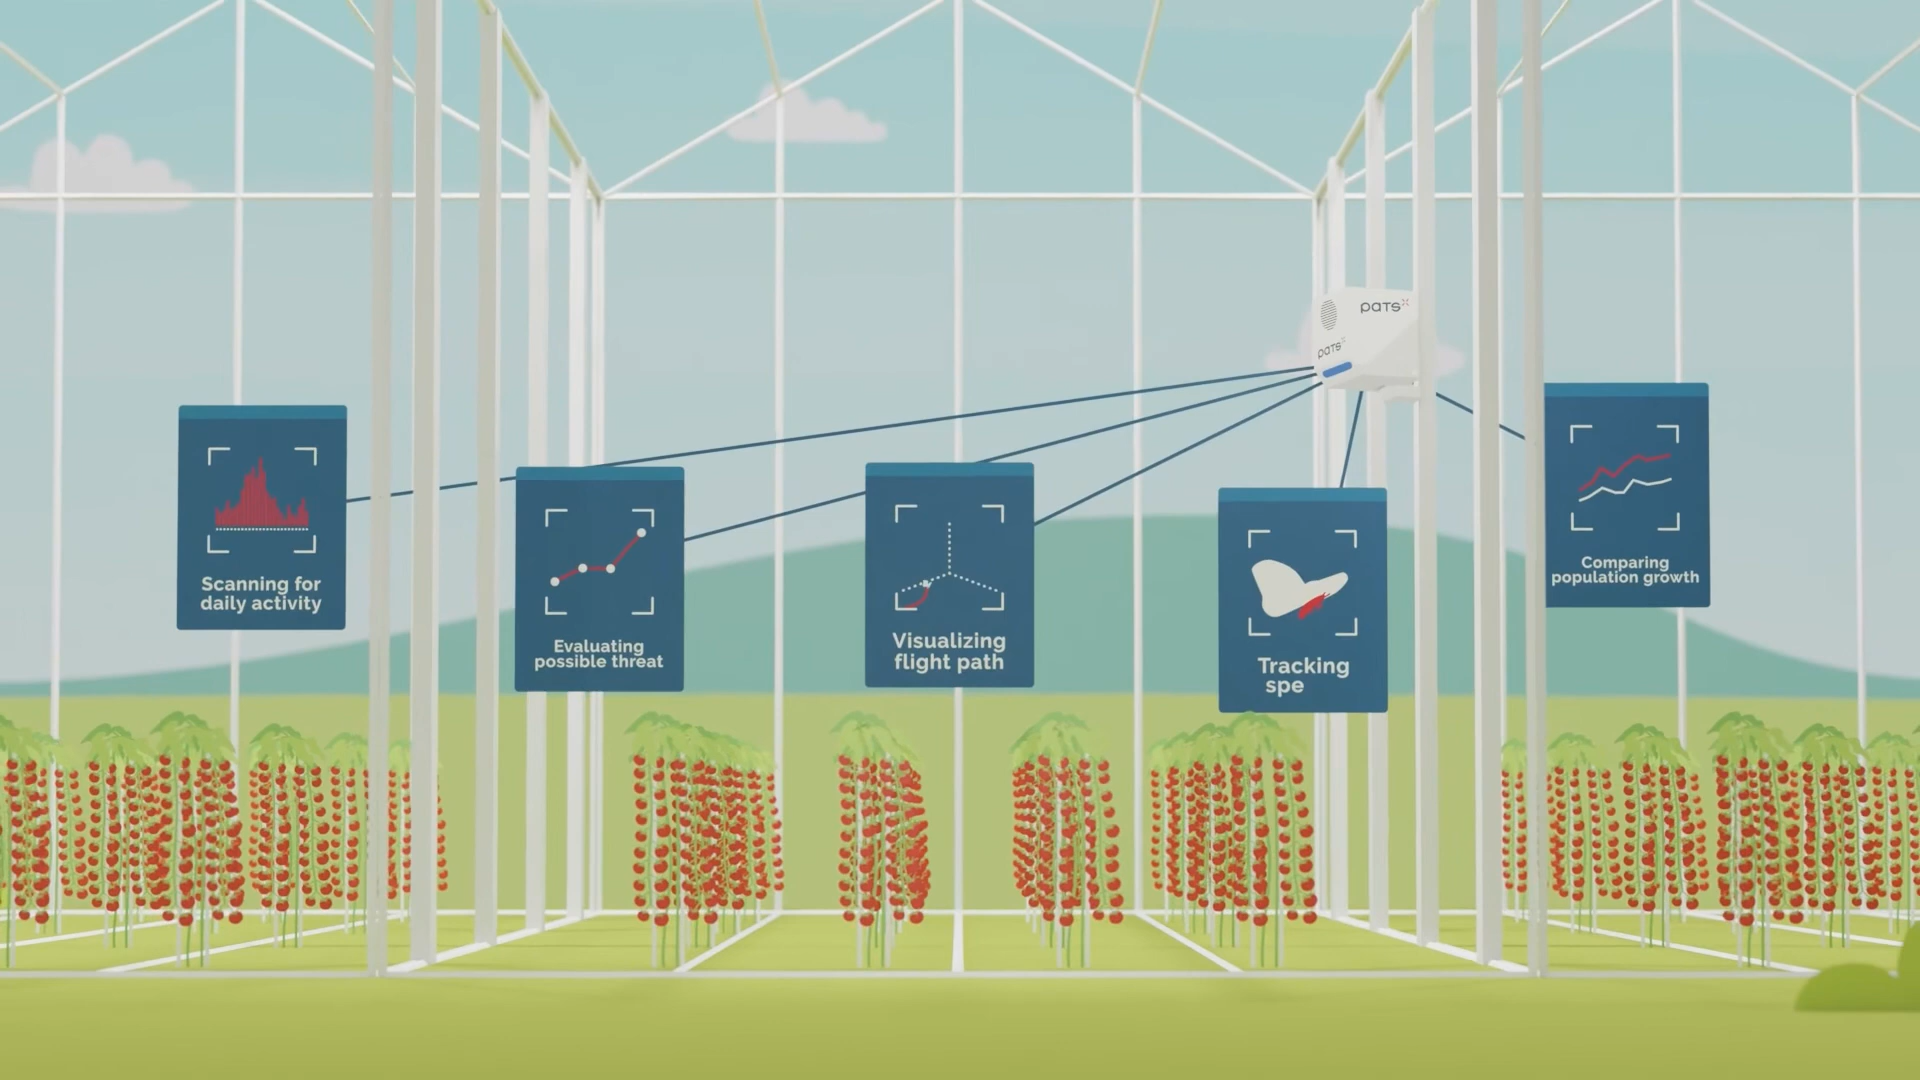 PATS
PATS
Scanning for
daily activity
Evaluating
possible threat
Visualizing
flight path
Tracking
spe
Comparing
population growth